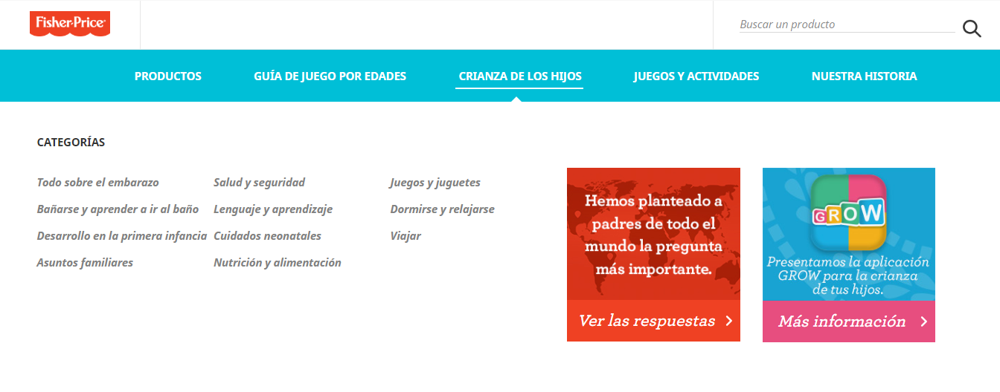 Fisher-Price
Buscar un producto
PRODUCTOS
GUÍA DE JUEGO POR EDADES
CRIANZA DE LOS HIJOS
JUEGOS Y ACTIVIDADES
NUESTRA HISTORIA
CATEGORÍAS
Todo sobre el embarazo
Bañarse y aprender a ir al baño
Desarrollo en la primera infancia
Asuntos familiares
Salud y seguridad
Lenguaje y aprendizaje
Cuidados neonatales
Nutrición y alimentación
Juegos y juguetes
Dormirse y relajarse
Viajar
Hemos planteado a
padres de todo el
mundo la pregunta
más importante.
Ver las respuestas
GROW
Presentamos la aplicación
GROW para la crianza
de tus hijos.
Más información